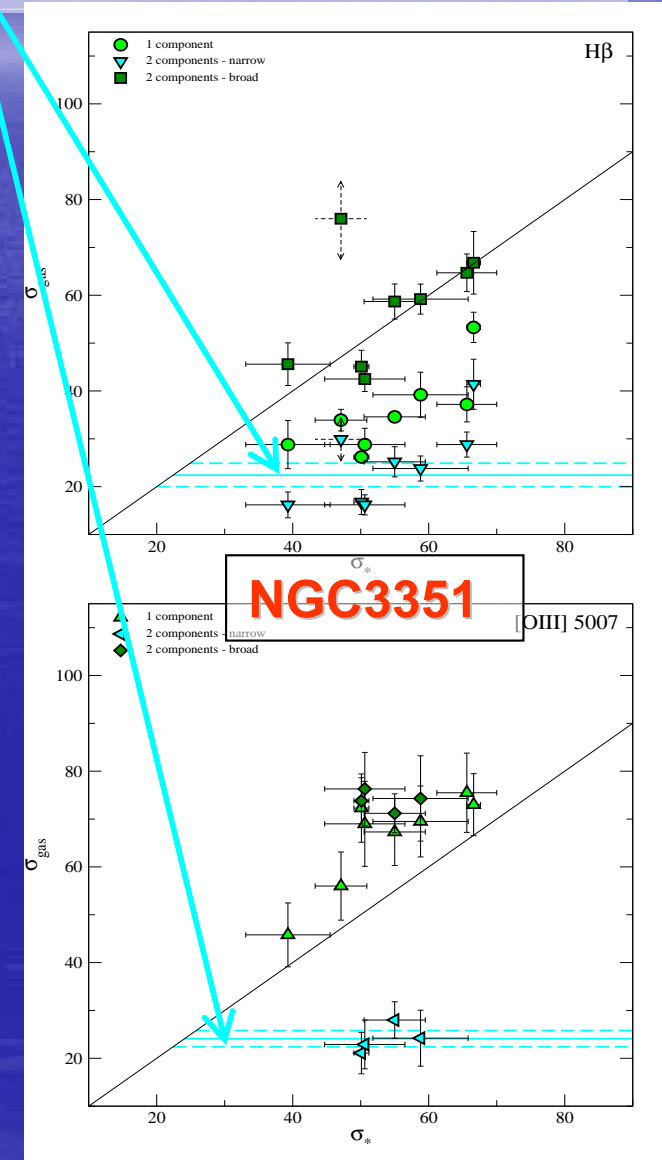 1 component
2 components - narrow
2 components - broad
Hβ
100
80
60
40
20
σgas
20
40
60
80
σ*
NGC3351
1 component
2 components - narrow
2 components - broad
[OIII] 5007
100
80
60
40
20
σgas
20
40
60
80
σ*